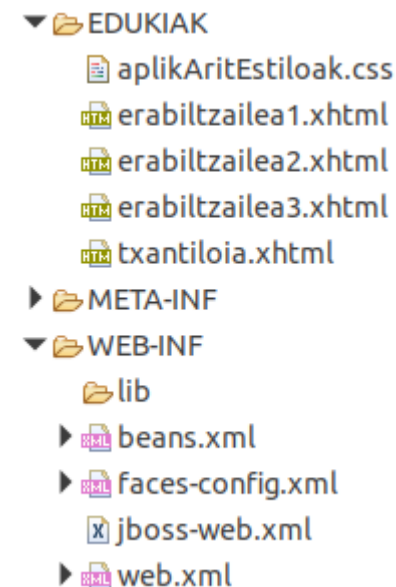 EDUKIAK
aplikAritEstiloak.css
erabiltzailea1.xhtml
erabiltzailea2.xhtml
erabiltzailea3.xhtml
txantiloia.xhtml
META-INF
WEB-INF
lib
beans.xml
faces-config.xml
jboss-web.xml
web.xml